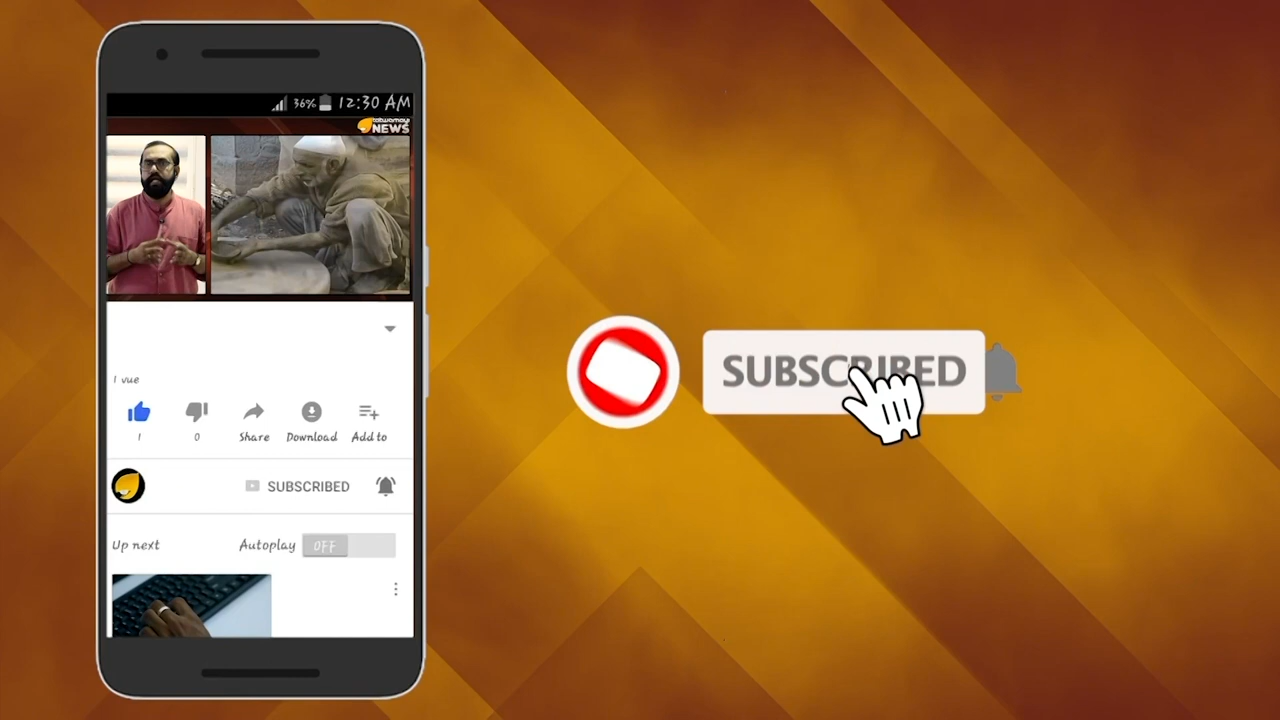 36% 12:30 AM
tatwamayi
NEWS
1 vue
1
0
Share
Download
Add to
SUBSCRIBED
Up next
Autoplay
OFF
SUBSCRIBED